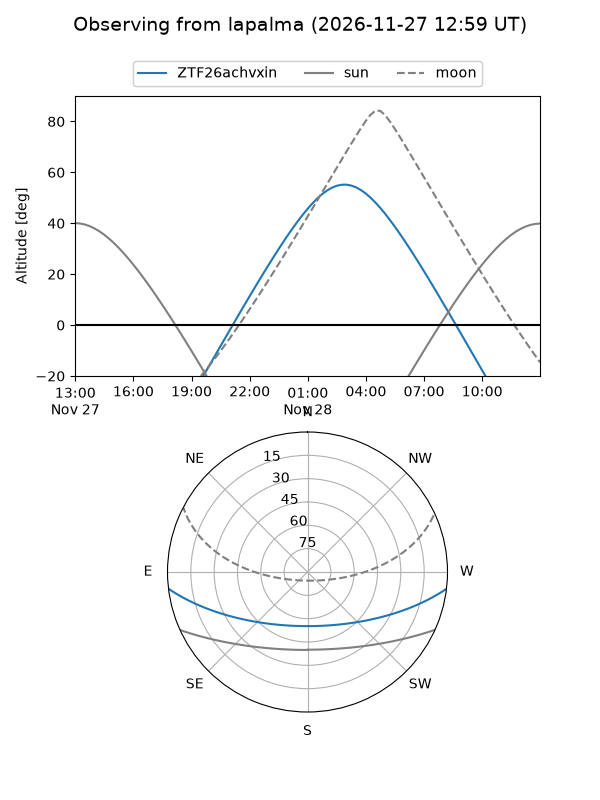 Observing from lapalma (2026-11-27 12:59 UT)
ZTF26achvxin sun moon
Altitude [deg]
80
60
40
20
0
−20
13:00 16:00 19:00 22:00 01:00 04:00 07:00 10:00
Nov 27 Nov 28
N
NE NW
15
30
45
60
75
E W
SE SW
S